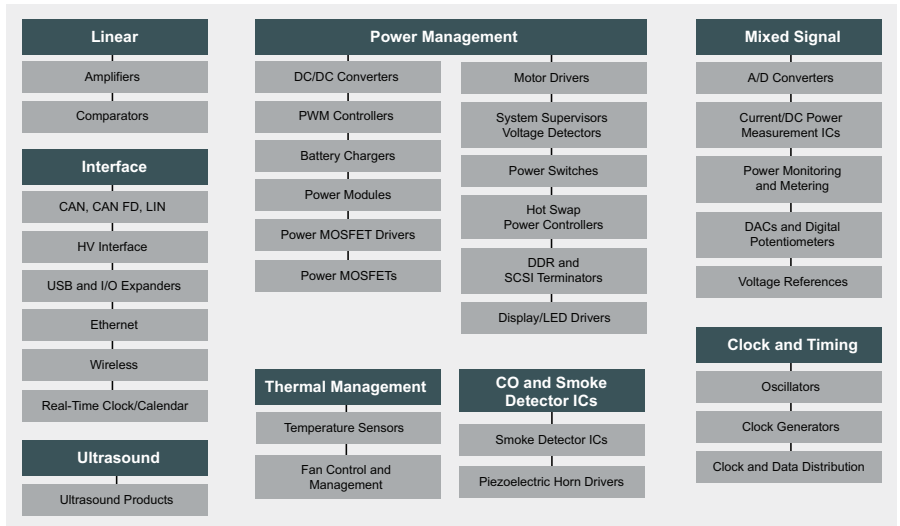 Linear
Amplifiers
Comparators
Interface
CAN, CAN FD, LIN
HV Interface
USB and I/O Expanders
Ethernet
Wireless
Real-Time Clock/Calendar
Ultrasound
Ultrasound Products
Power Management
DC/DC Converters
PWM Controllers
Battery Chargers
Power Modules
Power MOSFET Drivers
Power MOSFETs
Motor Drivers
System Supervisors
Voltage Detectors
Power Switches
Hot Swap
Power Controllers
DDR and
SCSI Terminators
Display/LED Drivers
Thermal Management
Temperature Sensors
Fan Control and
Management
CO and Smoke
Detector ICs
Smoke Detector ICs
Piezoelectric Horn Drivers
Mixed Signal
A/D Converters
Current/DC Power
Measurement ICs
Power Monitoring
and Metering
DACs and Digital
Potentiometers
Voltage References
Clock and Timing
Oscillators
Clock Generators
Clock and Data Distribution